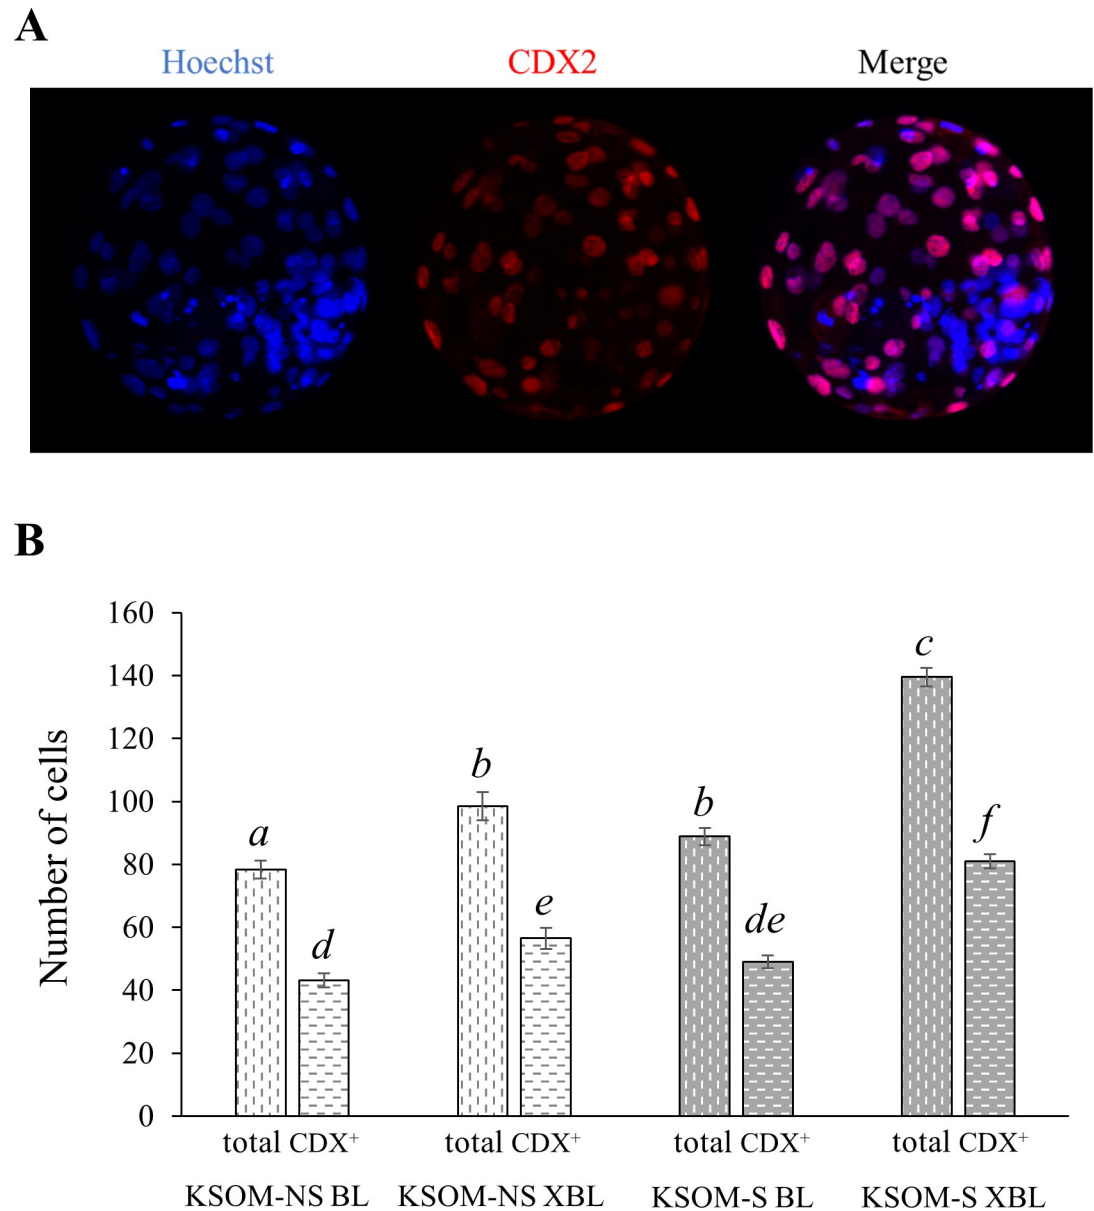 A
Hoechst CDX2 Merge
B
160
140
120
100
80
60
40
20
0
Number of cells
a
d
b
e
b
de
c
f
total CDX+ total CDX+ total CDX+ total CDX+
KSOM-NS BL KSOM-NS XBL KSOM-S BL KSOM-S XBL